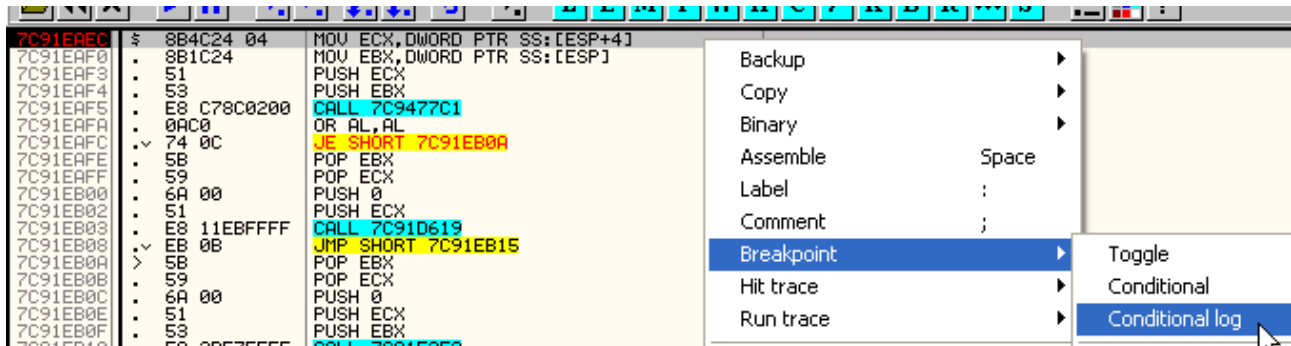 L E M T W H C / K B R ... S
7C91EAEC $ 8B4C24 04 MOV ECX,DWORD PTR SS:[ESP+4]
7C91EAF0 . 8B1C24 MOV EBX,DWORD PTR SS:[ESP]
7C91EAF3 . 51 PUSH ECX
7C91EAF4 . 53 PUSH EBX
7C91EAF5 . E8 C78C0200 CALL 7C9477C1
7C91EAFA . 0AC0 OR AL,AL
7C91EAFC .v 74 0C JE SHORT 7C91EB0A
7C91EAFE . 5B POP EBX
7C91EAFF . 59 POP ECX
7C91EB00 . 6A 00 PUSH 0
7C91EB02 . 51 PUSH ECX
7C91EB03 . E8 11EBFFFF CALL 7C91D619
7C91EB08 .v EB 0B JMP SHORT 7C91EB15
7C91EB0A > 5B POP EBX
7C91EB0B . 59 POP ECX
7C91EB0C . 6A 00 PUSH 0
7C91EB0E . 51 PUSH ECX
7C91EB0F . 53 PUSH EBX
Backup
Copy
Binary
Assemble Space
Label :
Comment ;
Breakpoint
Hit trace
Run trace
Toggle
Conditional
Conditional log